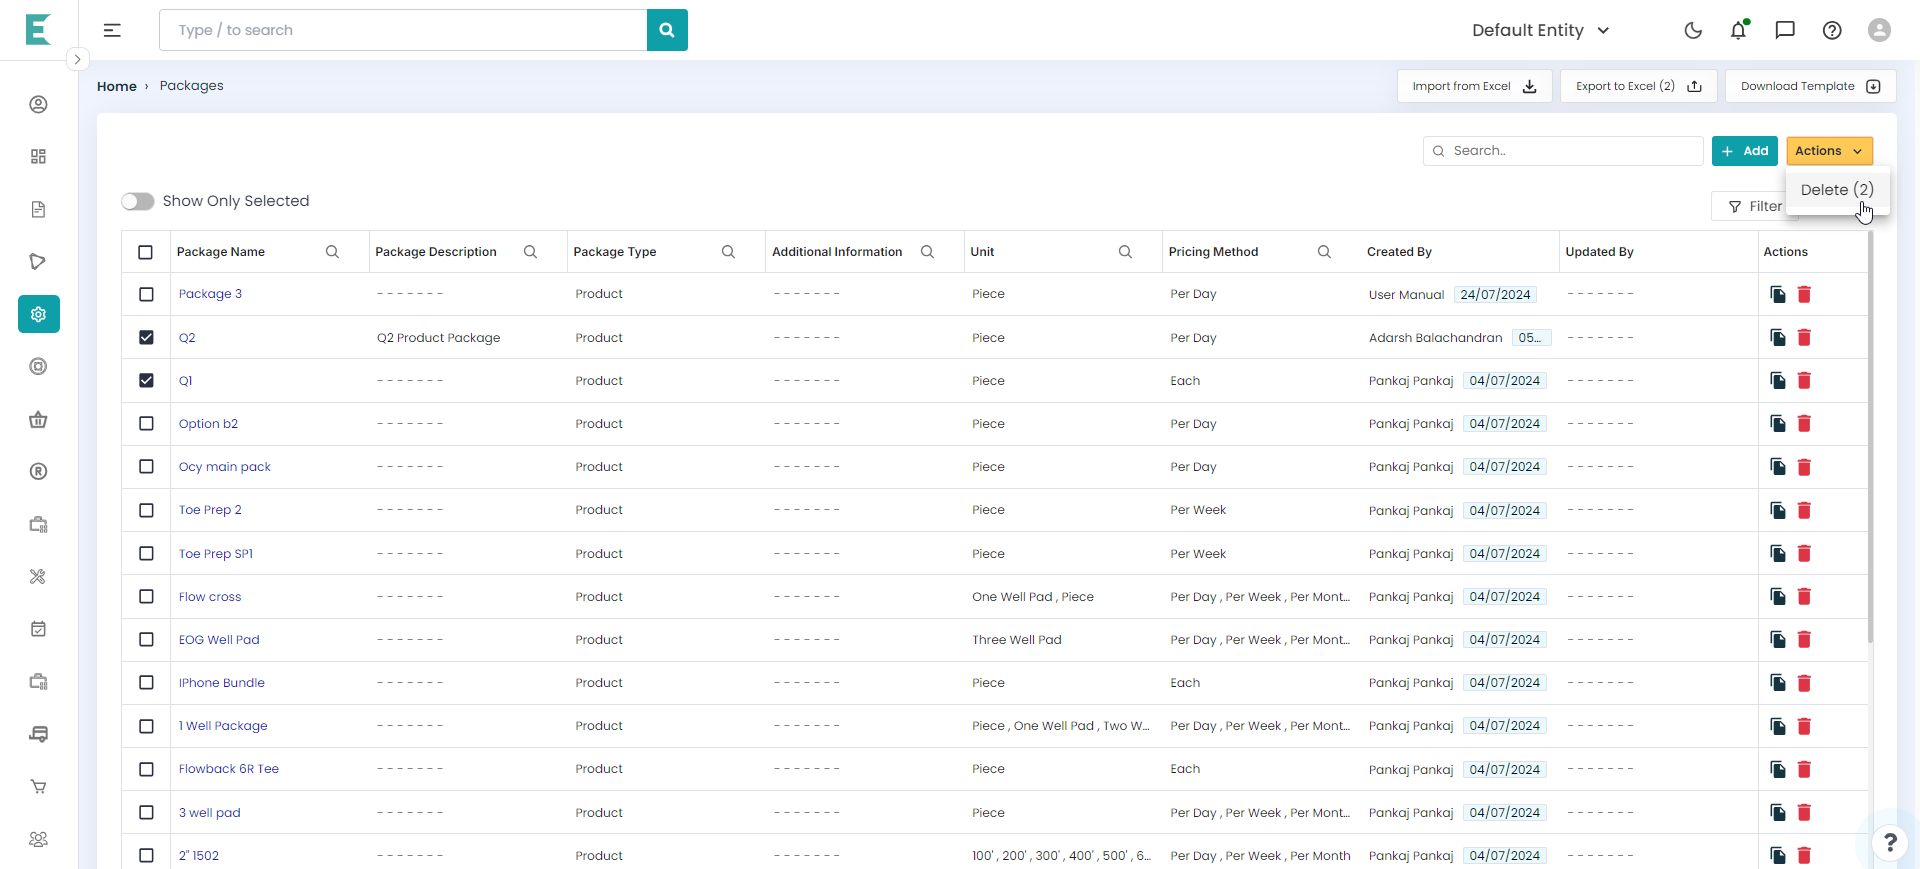 Type / to search
Default Entity
Home › Packages
Import from Excel
Export to Excel (2)
Download Template
Search..
+ Add
Actions
Delete (2)
Show Only Selected
Filter
Package Name Package Description Package Type Additional Information Unit Pricing Method Created By Updated By Actions
Package 3 ------- Product ------- Piece Per Day User Manual 24/07/2024 -------
Q2 Q2 Product Package Product ------- Piece Per Day Adarsh Balachandran 05... -------
Q1 ------- Product ------- Piece Each Pankaj Pankaj 04/07/2024 -------
Option b2 ------- Product ------- Piece Per Day Pankaj Pankaj 04/07/2024 -------
Ocy main pack ------- Product ------- Piece Per Day Pankaj Pankaj 04/07/2024 -------
Toe Prep 2 ------- Product ------- Piece Per Week Pankaj Pankaj 04/07/2024 -------
Toe Prep SP1 ------- Product ------- Piece Per Week Pankaj Pankaj 04/07/2024 -------
Flow cross ------- Product ------- One Well Pad , Piece Per Day , Per Week , Per Mont... Pankaj Pankaj 04/07/2024 -------
EOG Well Pad ------- Product ------- Three Well Pad Per Day , Per Week , Per Mont... Pankaj Pankaj 04/07/2024 -------
IPhone Bundle ------- Product ------- Piece Each Pankaj Pankaj 04/07/2024 -------
1 Well Package ------- Product ------- Piece , One Well Pad , Two W... Per Day , Per Week , Per Mont... Pankaj Pankaj 04/07/2024 -------
Flowback 6R Tee ------- Product ------- Piece Each Pankaj Pankaj 04/07/2024 -------
3 well pad ------- Product ------- Piece Per Day , Per Week , Per Mont... Pankaj Pankaj 04/07/2024 -------
2" 1502 ------- Product ------- 100' , 200' , 300' , 400' , 500' , 6... Per Day , Per Week , Per Month Pankaj Pankaj 04/07/2024 -------
?